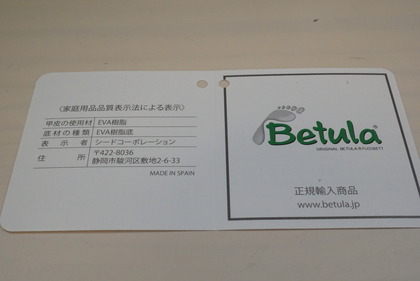 〈家庭用品品質表示法による表示〉
甲皮の使用材 EVA樹脂
底材の種類 EVA樹脂底
表示者 シードコーポレーション
住所 〒422-8036
静岡市駿河区敷地2-6-33
MADE IN SPAIN
Betula®
ORIGINAL BETULA-FUSSBETT
正規輸入商品
www.betula.jp